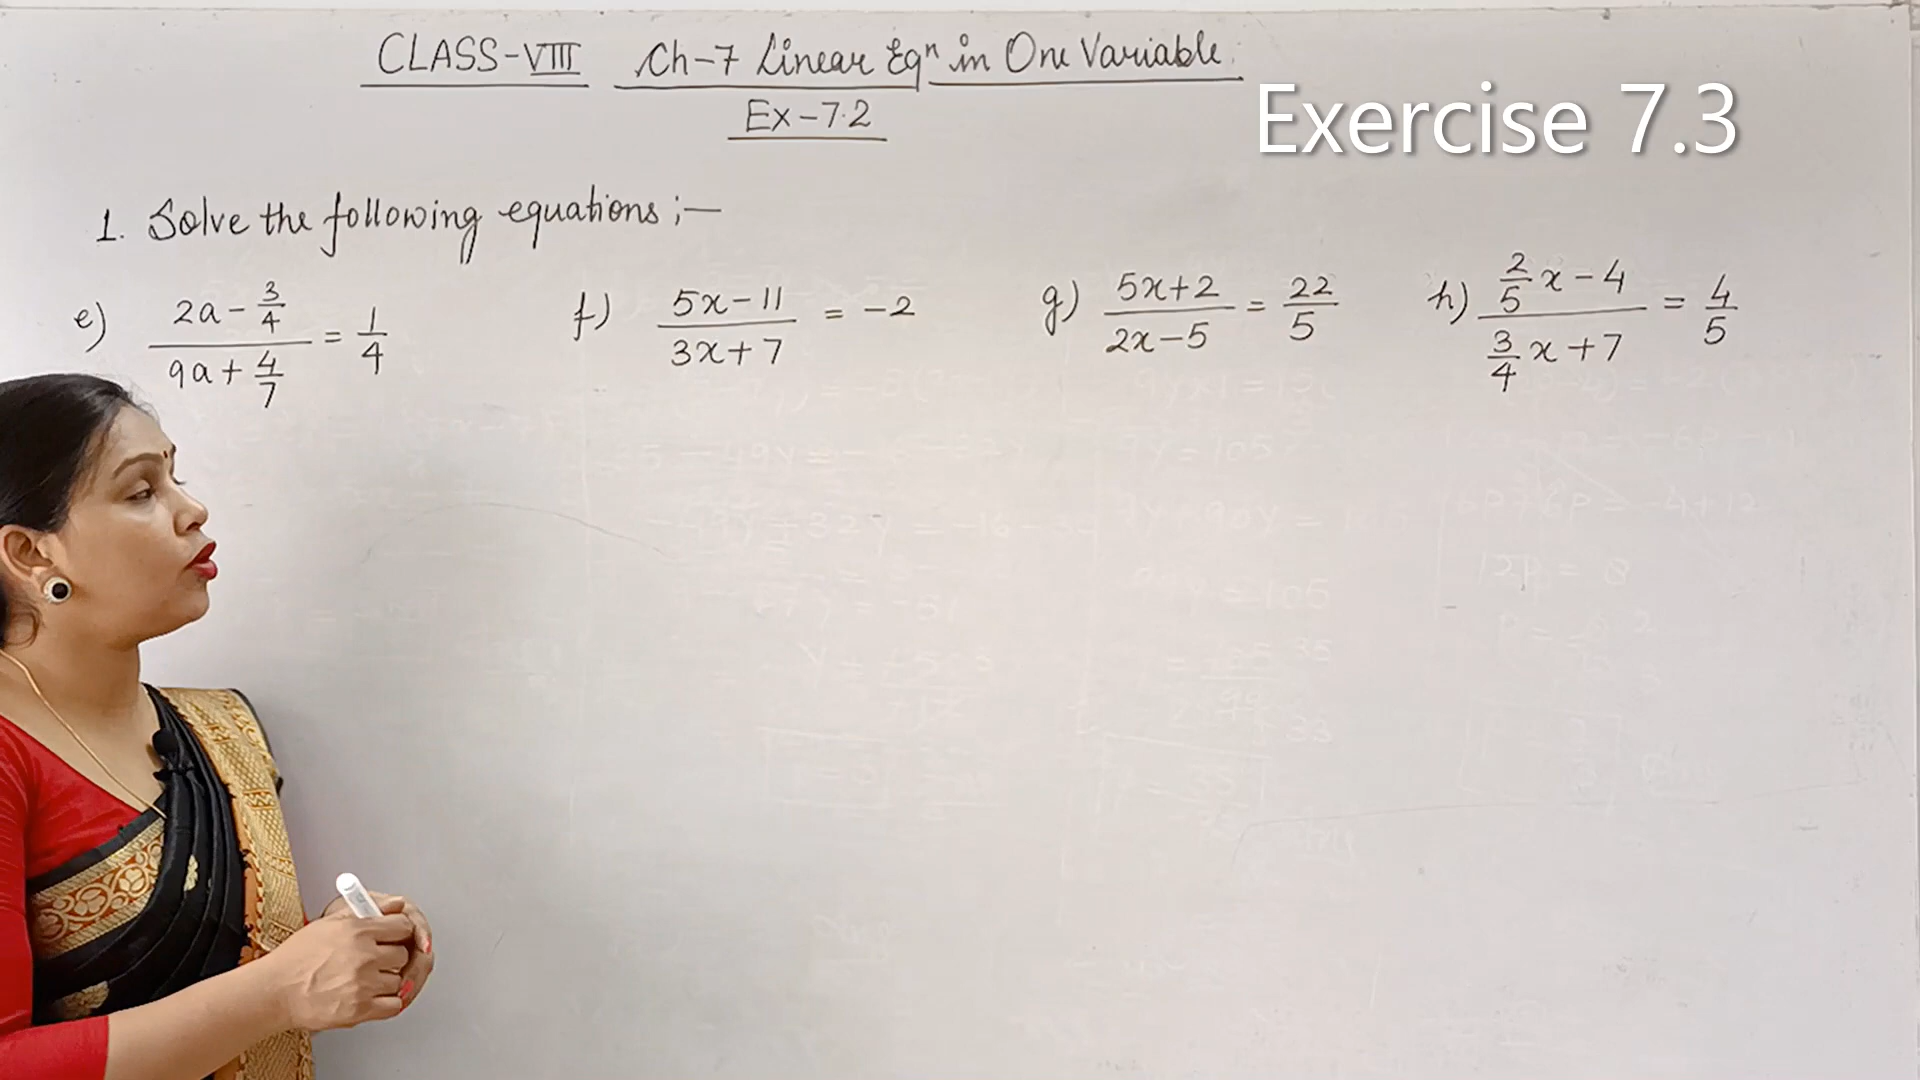 CLASS-VIII Ch-7 Linear Eqⁿ in One Variable.
Ex-7.2
Exercise 7.3
1. Solve the following equations :—
e) (2a - 3/4)/(9a + 4/7) = 1/4
f) (5x - 11)/(3x + 7) = -2
g) (5x + 2)/(2x - 5) = 22/5
h) (2/5 x - 4)/(3/4 x + 7) = 4/5